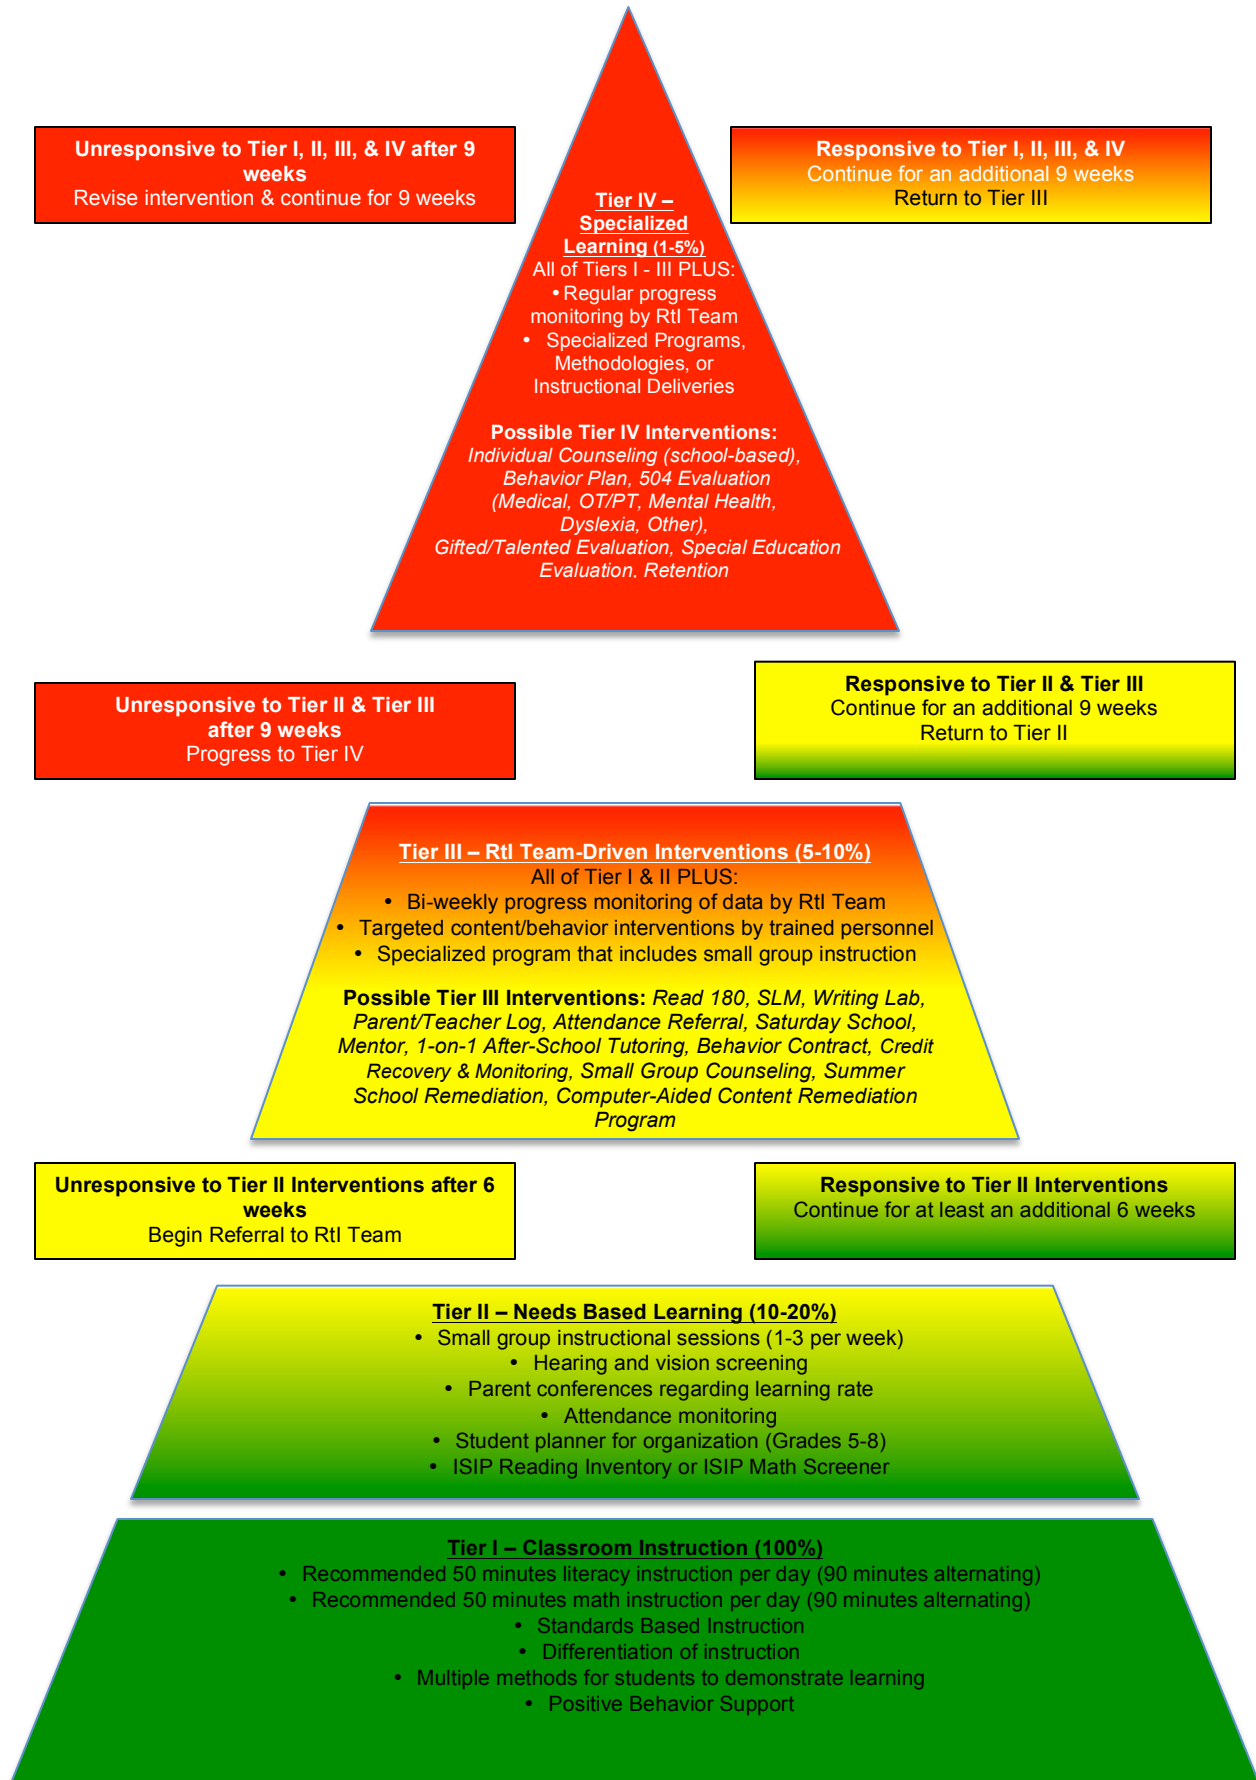 Unresponsive to Tier I, II, III, & IV after 9
weeks
Revise intervention & continue for 9 weeks
Responsive to Tier I, II, III, & IV
Continue for an additional 9 weeks
Return to Tier III
Tier IV –
Specialized
Learning (1-5%)
All of Tiers I - III PLUS:
• Regular progress
monitoring by RtI Team
• Specialized Programs,
Methodologies, or
Instructional Deliveries
Possible Tier IV Interventions:
Individual Counseling (school-based),
Behavior Plan, 504 Evaluation
(Medical, OT/PT, Mental Health,
Dyslexia, Other),
Gifted/Talented Evaluation, Special Education
Evaluation. Retention
Unresponsive to Tier II & Tier III
after 9 weeks
Progress to Tier IV
Responsive to Tier II & Tier III
Continue for an additional 9 weeks
Return to Tier II
Tier III – RtI Team-Driven Interventions (5-10%)
All of Tier I & II PLUS:
• Bi-weekly progress monitoring of data by RtI Team
• Targeted content/behavior interventions by trained personnel
• Specialized program that includes small group instruction
Possible Tier III Interventions: Read 180, SLM, Writing Lab,
Parent/Teacher Log, Attendance Referral, Saturday School,
Mentor, 1-on-1 After-School Tutoring, Behavior Contract, Credit
Recovery & Monitoring, Small Group Counseling, Summer
School Remediation, Computer-Aided Content Remediation
Program
Unresponsive to Tier II Interventions after 6
weeks
Begin Referral to RtI Team
Responsive to Tier II Interventions
Continue for at least an additional 6 weeks
Tier II – Needs Based Learning (10-20%)
• Small group instructional sessions (1-3 per week)
• Hearing and vision screening
• Parent conferences regarding learning rate
• Attendance monitoring
• Student planner for organization (Grades 5-8)
• ISIP Reading Inventory or ISIP Math Screener
Tier I – Classroom Instruction (100%)
• Recommended 50 minutes literacy instruction per day (90 minutes alternating)
• Recommended 50 minutes math instruction per day (90 minutes alternating)
• Standards Based Instruction
• Differentiation of instruction
• Multiple methods for students to demonstrate learning
• Positive Behavior Support